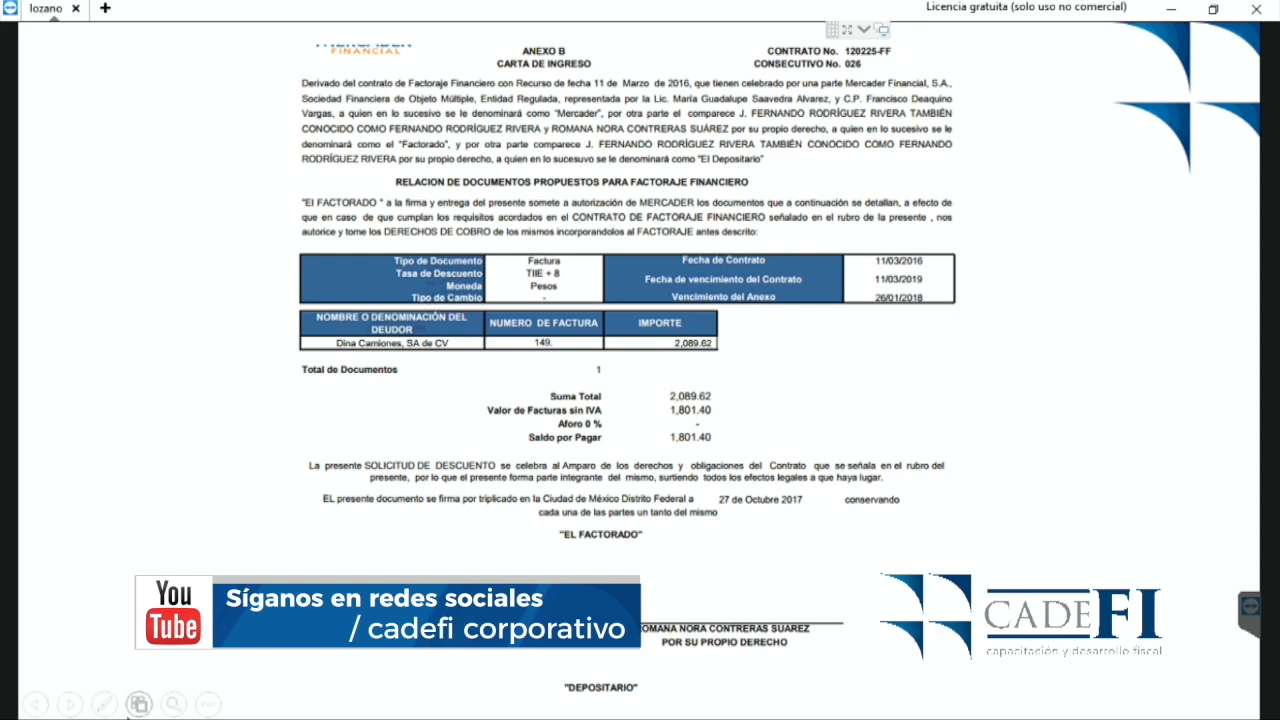 lozano
Licencia gratuita (solo uso no comercial)
FINANCIAL
ANEXO B
CARTA DE INGRESO
CONTRATO No. 120225-FF
CONSECUTIVO No. 026
Derivado del contrato de Factoraje Financiero con Recurso de fecha 11 de Marzo de 2016, que tienen celebrado por una parte Mercader Financial, S.A.,
Sociedad Financiera de Objeto Múltiple, Entidad Regulada, representada por la Lic. María Guadalupe Saavedra Alvarez, y C.P. Francisco Deaquino
Vargas, a quien en lo sucesivo se le denominará como "Mercader", por otra parte el comparece J. FERNANDO RODRÍGUEZ RIVERA TAMBIÉN
CONOCIDO COMO FERNANDO RODRÍGUEZ RIVERA y ROMANA NORA CONTRERAS SUÁREZ por su propio derecho, a quien en lo sucesivo se le
denominará como el "Factorado", y por otra parte comparece J. FERNANDO RODRÍGUEZ RIVERA TAMBIÉN CONOCIDO COMO FERNANDO
RODRÍGUEZ RIVERA por su propio derecho, a quien en lo sucesuvo se le denominará como "El Depositario"
RELACION DE DOCUMENTOS PROPUESTOS PARA FACTORAJE FINANCIERO
"El FACTORADO " a la firma y entrega del presente somete a autorización de MERCADER los documentos que a continuación se detallan, a efecto de
que en caso de que cumplan los requisitos acordados en el CONTRATO DE FACTORAJE FINANCIERO señalado en el rubro de la presente , nos
autorice y tome los DERECHOS DE COBRO de los mismos incorporandolos al FACTORAJE antes descrito:
Tipo de Documento Factura Fecha de Contrato 11/03/2016
Tasa de Descuento TIIE + 8 Fecha de vencimiento del Contrato 11/03/2019
Moneda Pesos
Tipo de Cambio - Vencimiento del Anexo 26/01/2018
NOMBRE O DENOMINACIÓN DEL
DEUDOR NUMERO DE FACTURA IMPORTE
Dina Camiones, SA de CV 149. 2,089.62
Total de Documentos 1
Suma Total 2,089.62
Valor de Facturas sin IVA 1,801.40
Aforo 0 % -
Saldo por Pagar 1,801.40
La presente SOLICITUD DE DESCUENTO se celebra al Amparo de los derechos y obligaciones del Contrato que se señala en el rubro del
presente, por lo que el presente forma parte integrante del mismo, surtiendo todos los efectos legales a que haya lugar.
EL presente documento se firma por triplicado en la Ciudad de México Distrito Federal a 27 de Octubre 2017 conservando
cada una de las partes un tanto del mismo
"EL FACTORADO"
You
Tube
Síganos en redes sociales
/ cadefi corporativo
OMANA NORA CONTRERAS SUAREZ
POR SU PROPIO DERECHO
CADEFI
capacitación y desarrollo fiscal
"DEPOSITARIO"